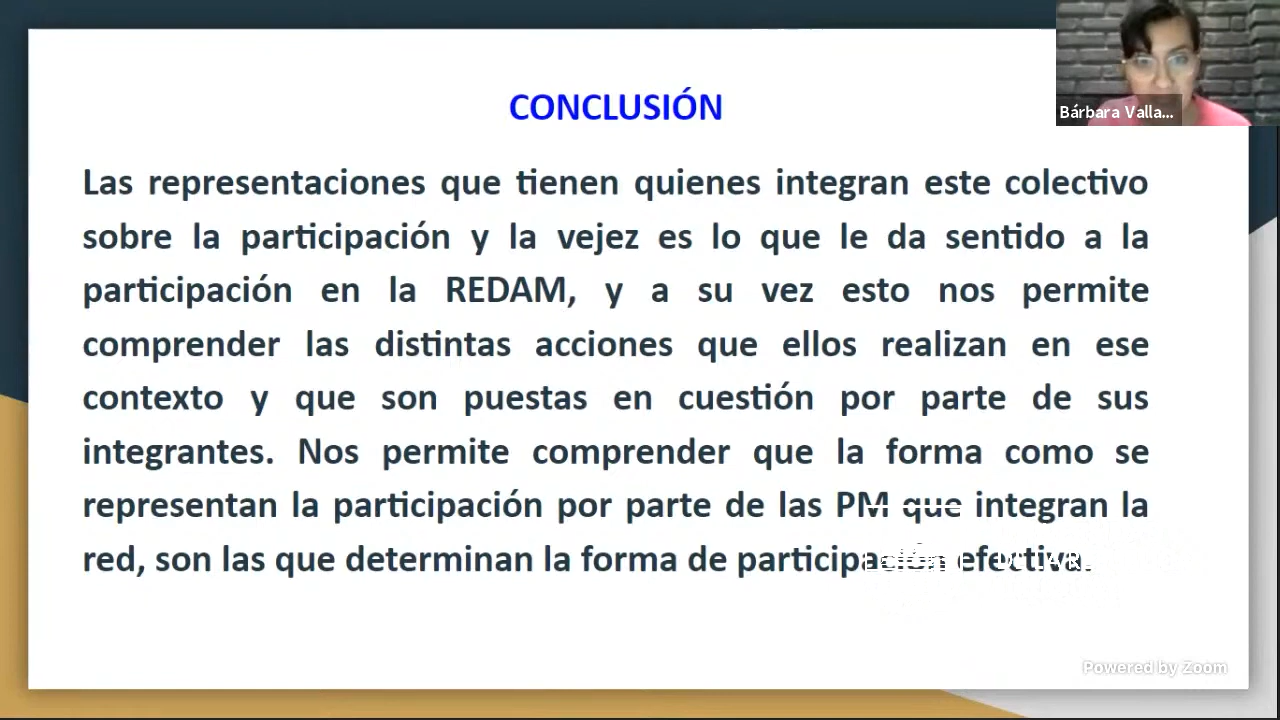 CONCLUSIÓN
Bárbara Valla...
Las representaciones que tienen quienes integran este colectivo
sobre la participación y la vejez es lo que le da sentido a la
participación en la REDAM, y a su vez esto nos permite
comprender las distintas acciones que ellos realizan en ese
contexto y que son puestas en cuestión por parte de sus
integrantes. Nos permite comprender que la forma como se
representan la participación por parte de las PM que integran la
red, son las que determinan la forma de
Powered by Zoom